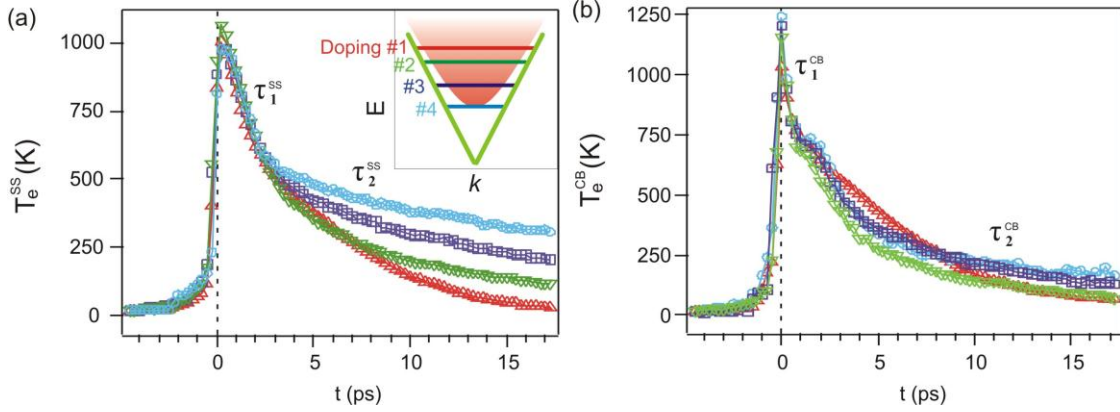 (a)
T_e^SS (K)
1000
750
500
250
0
0
5
10
15
t (ps)
τ_1^SS
τ_2^SS
Doping #1
#2
#3
#4
E
k
(b)
T_e^CB (K)
1250
1000
750
500
250
0
0
5
10
15
t (ps)
τ_1^CB
τ_2^CB